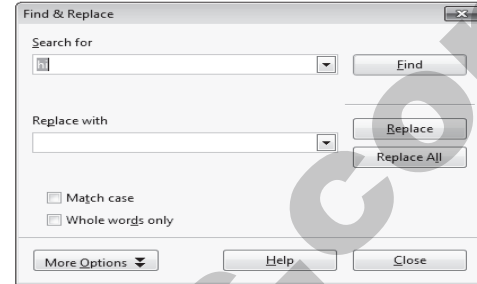 Find & Replace
Search for
Find
Replace with
Replace
Replace All
Match case
Whole words only
More Options
Help
Close